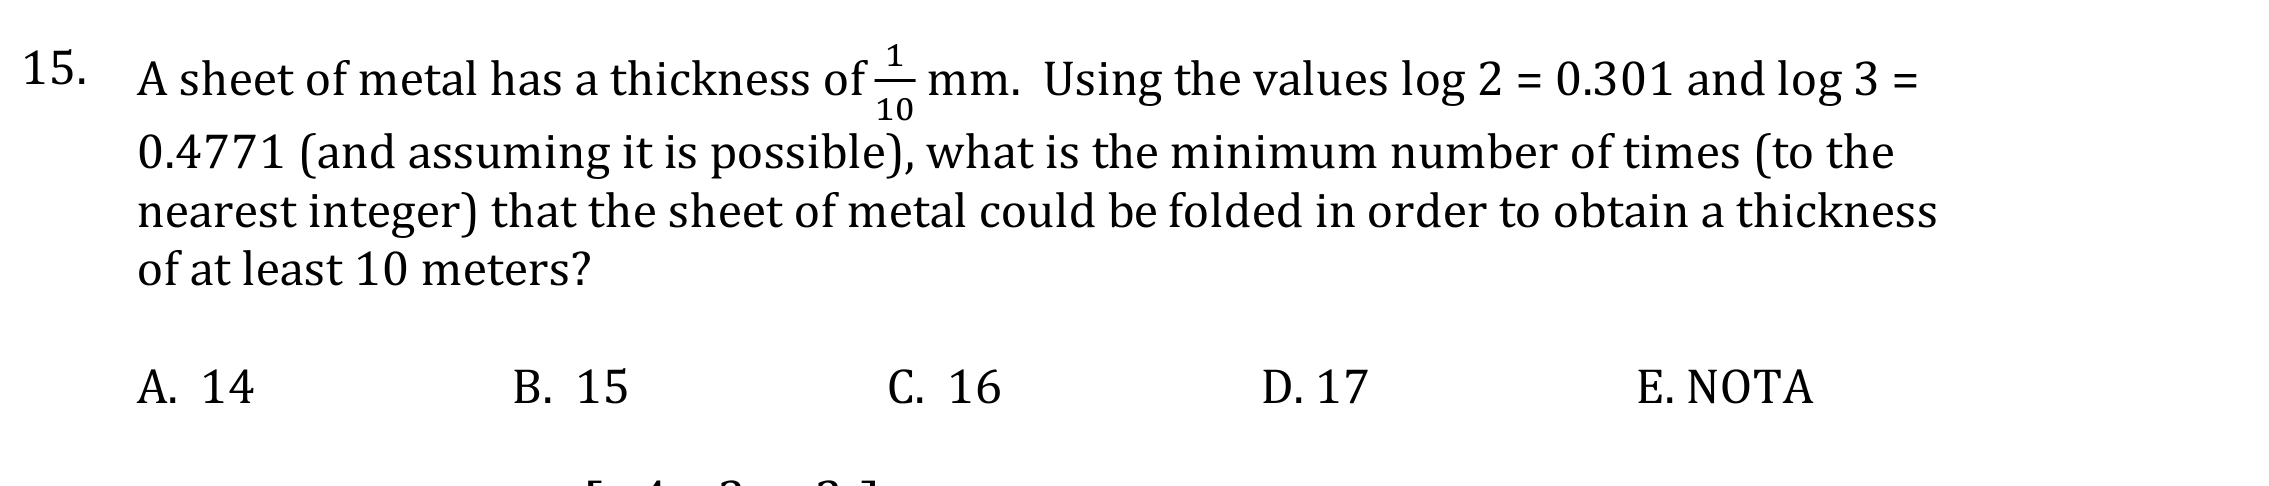 15. A sheet of metal has a thickness of 1/10 mm. Using the values log 2 = 0.301 and log 3 =
0.4771 (and assuming it is possible), what is the minimum number of times (to the
nearest integer) that the sheet of metal could be folded in order to obtain a thickness
of at least 10 meters?
A. 14 B. 15 C. 16 D. 17 E. NOTA